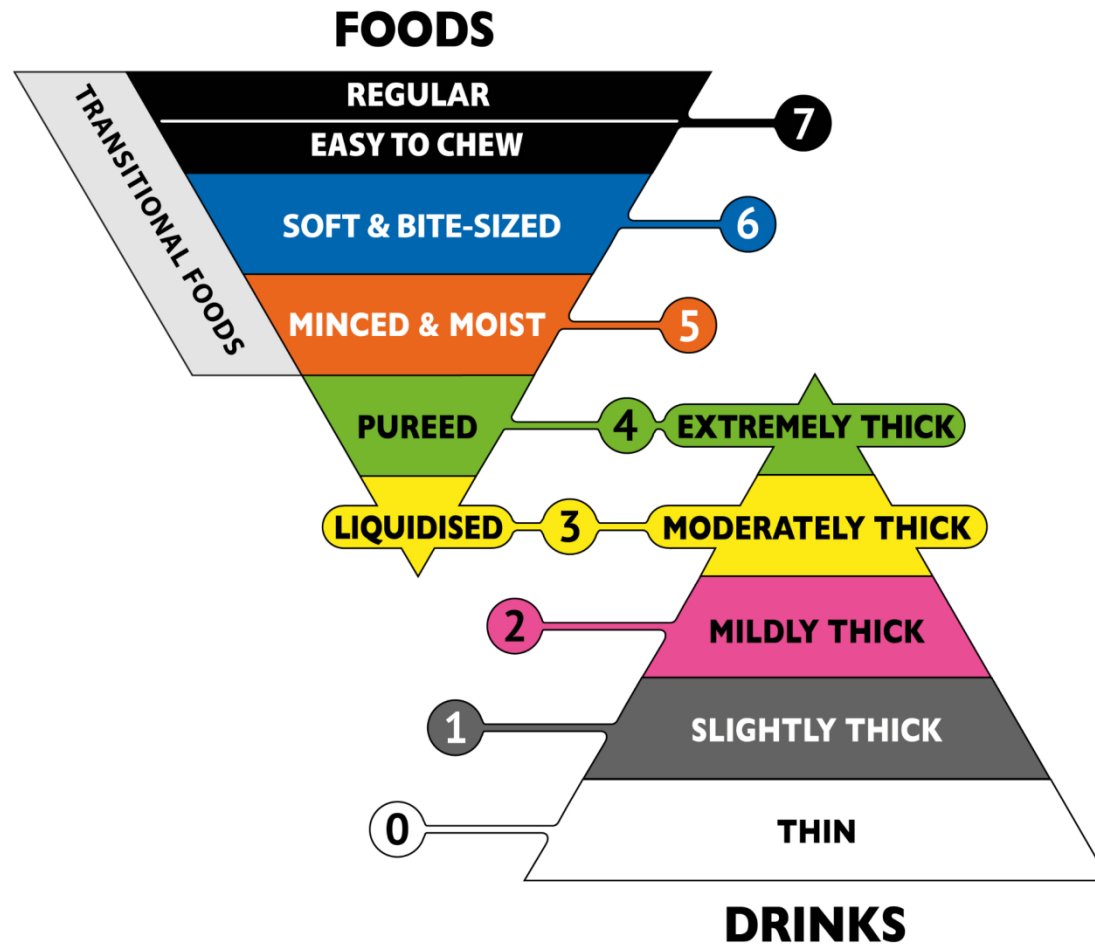 FOODS
REGULAR
EASY TO CHEW
7
TRANSITIONAL FOODS
SOFT & BITE-SIZED
6
MINCED & MOIST
5
PUREED
4
EXTREMELY THICK
LIQUIDISED
3
MODERATELY THICK
2
MILDLY THICK
1
SLIGHTLY THICK
0
THIN
DRINKS